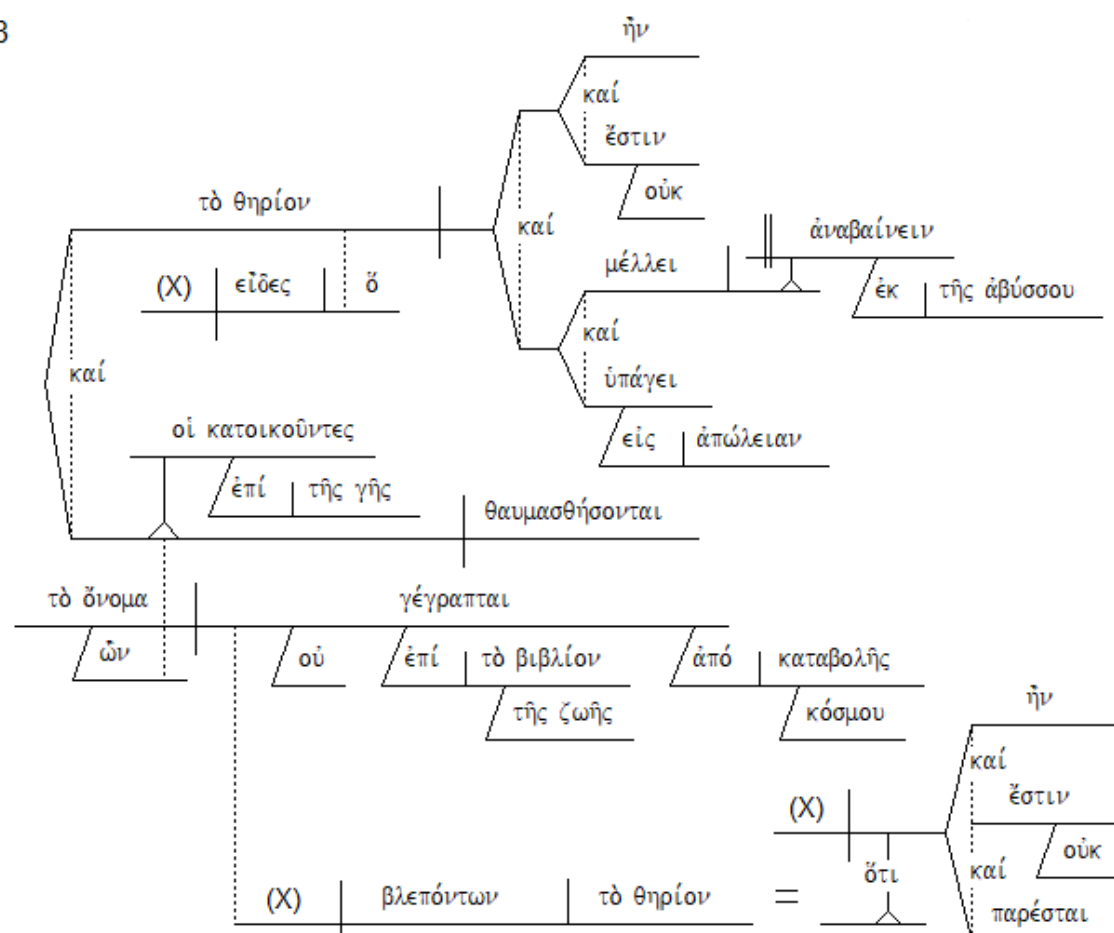 8
ἦν
καί
ἔστιν
οὐκ
τὸ θηρίον
καί
ἀναβαίνειν
(X) εἶδες ὅ
μέλλει
ἐκ τῆς ἀβύσσου
καί
καί
ὑπάγει
οἱ κατοικοῦντες
εἰς ἀπώλειαν
ἐπί τῆς γῆς
θαυμασθήσονται
τὸ ὄνομα γέγραπται
ὧν οὐ ἐπί τὸ βιβλίον ἀπό καταβολῆς
τῆς ζωῆς κόσμου
ἦν
καί
ἔστιν
(X)
οὐκ
ὅτι καί
(X) βλεπόντων τὸ θηρίον =
παρέσται